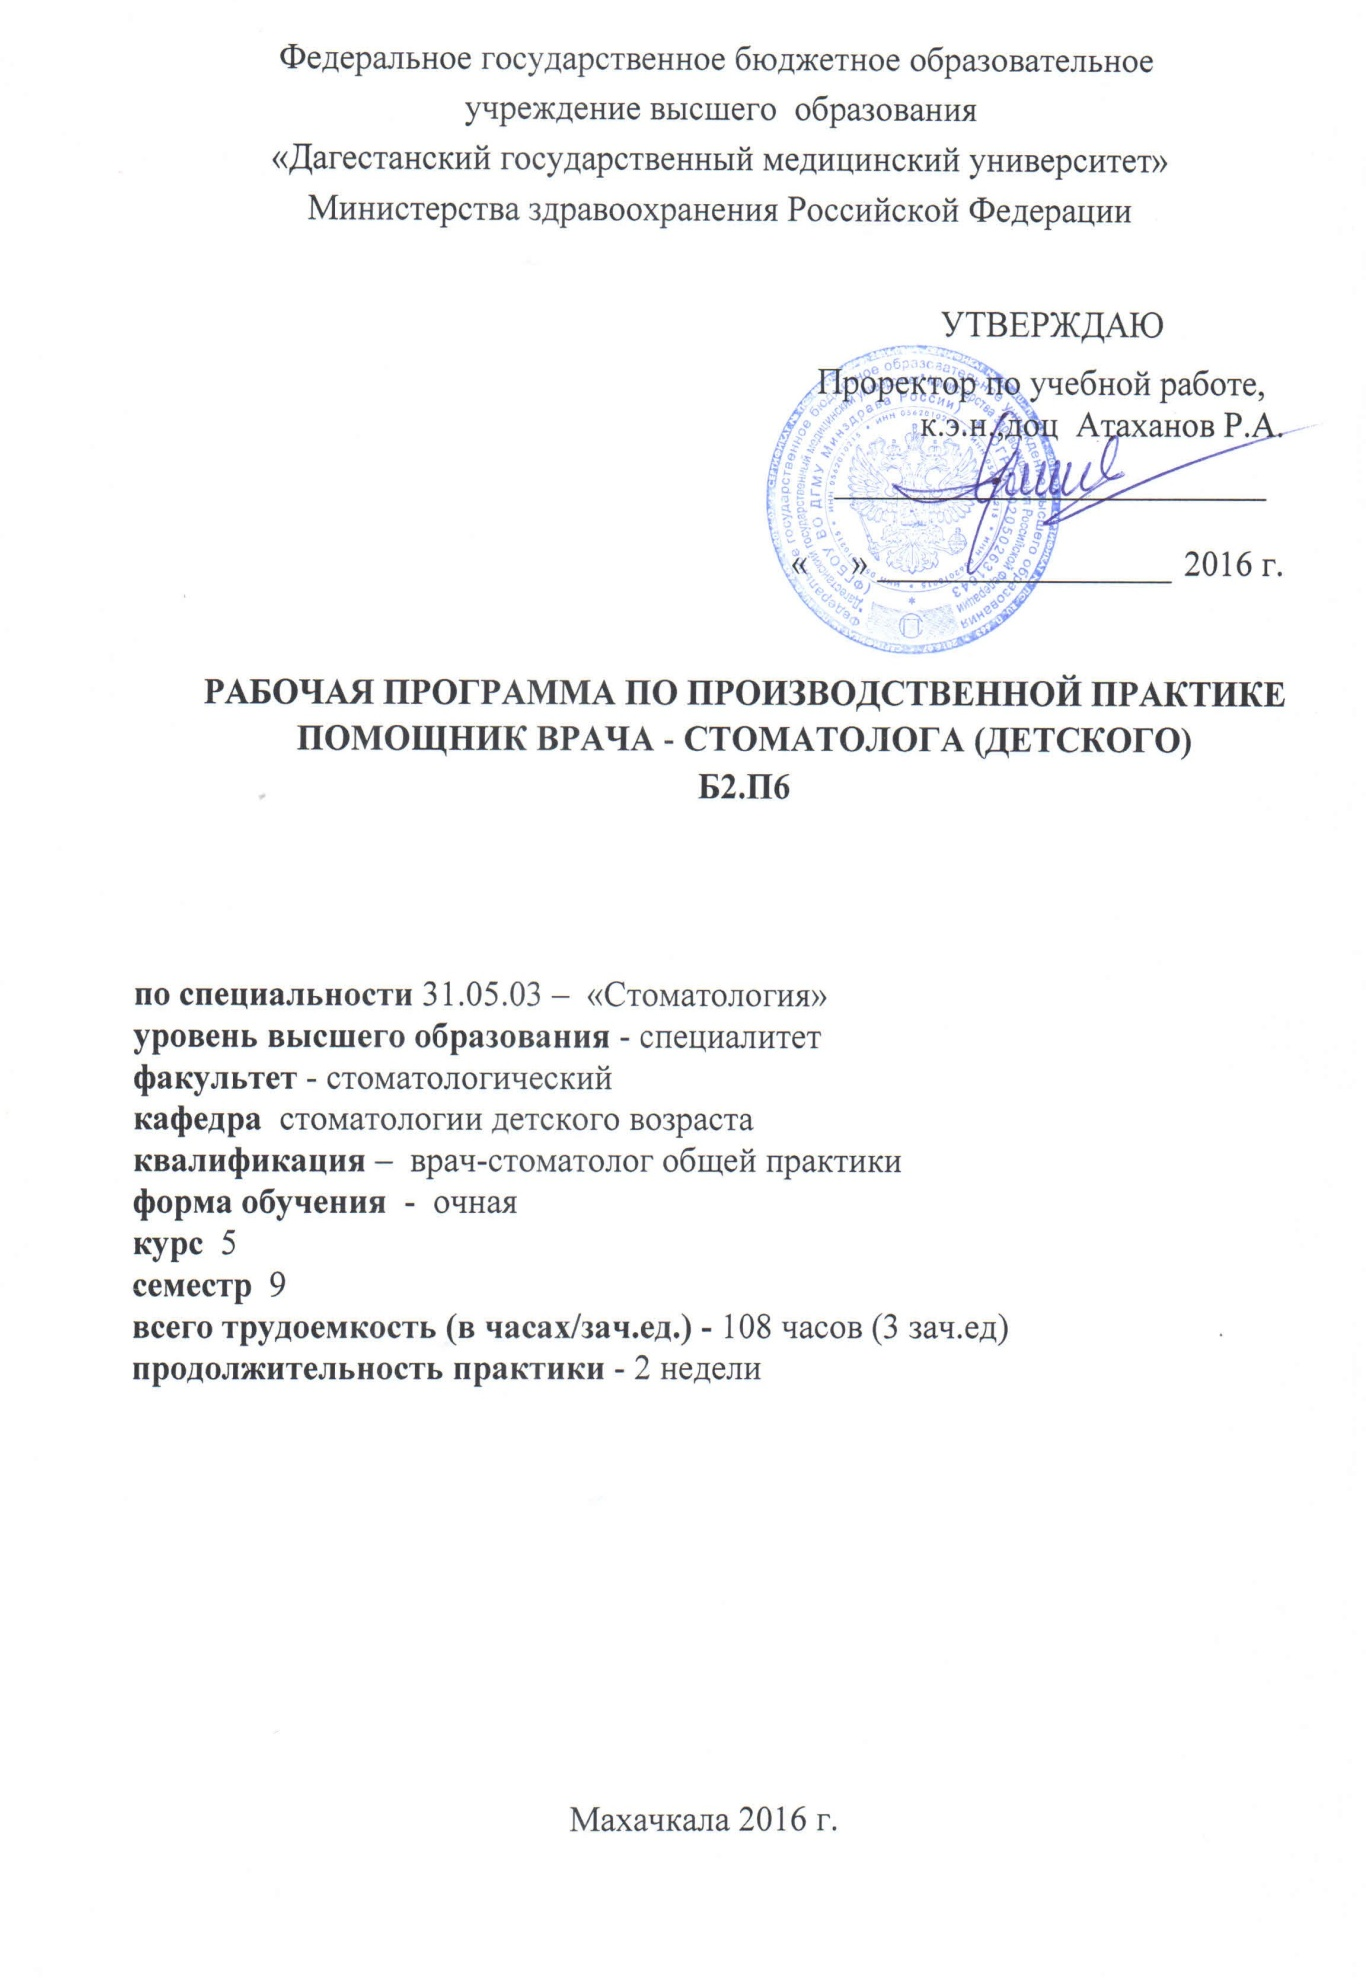 Федеральное государственное бюджетное образовательное
учреждение высшего образования
«Дагестанский государственный медицинский университет»
Министерства здравоохранения Российской Федерации
УТВЕРЖДАЮ
Проректор по учебной работе,
к.э.н.,доц Атаханов Р.А.
« » 2016 г.
РАБОЧАЯ ПРОГРАММА ПО ПРОИЗВОДСТВЕННОЙ ПРАКТИКЕ
ПОМОЩНИК ВРАЧА - СТОМАТОЛОГА (ДЕТСКОГО)
Б2.П6
по специальности 31.05.03 – «Стоматология»
уровень высшего образования - специалитет
факультет - стоматологический
кафедра стоматологии детского возраста
квалификация – врач-стоматолог общей практики
форма обучения - очная
курс 5
семестр 9
всего трудоемкость (в часах/зач.ед.) - 108 часов (3 зач.ед)
продолжительность практики - 2 недели
Махачкала 2016 г.